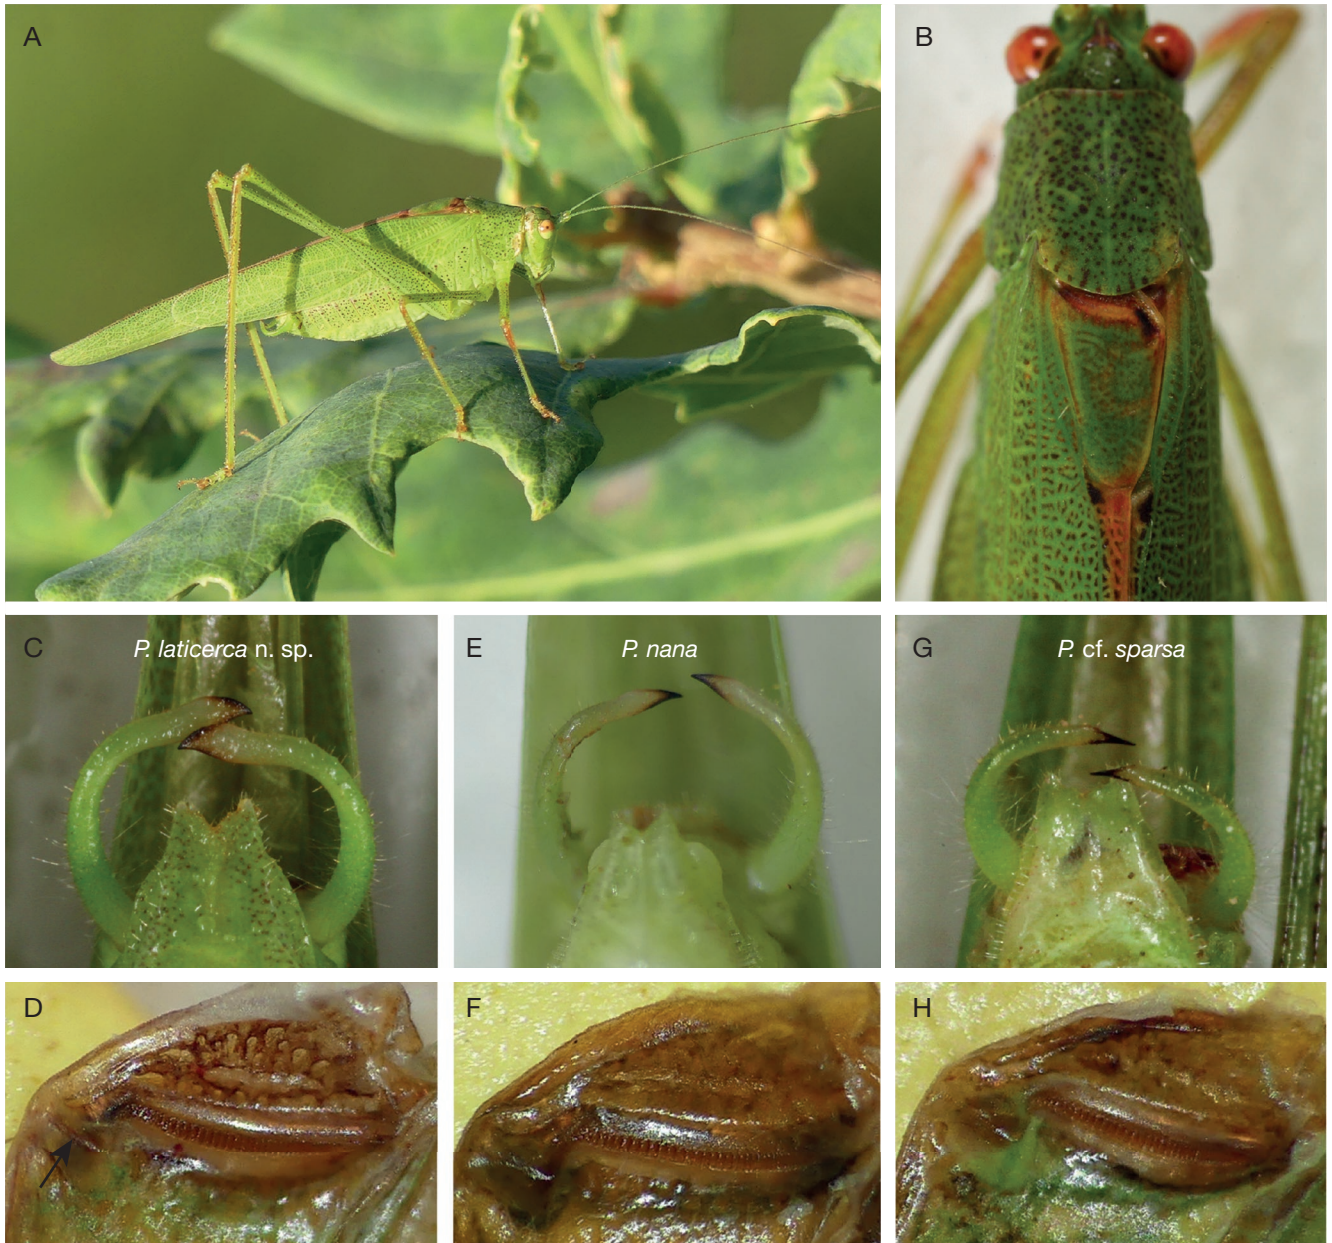 A
B
C
P. laticerca n. sp.
E
P. nana
G
P. cf. sparsa
D
F
H